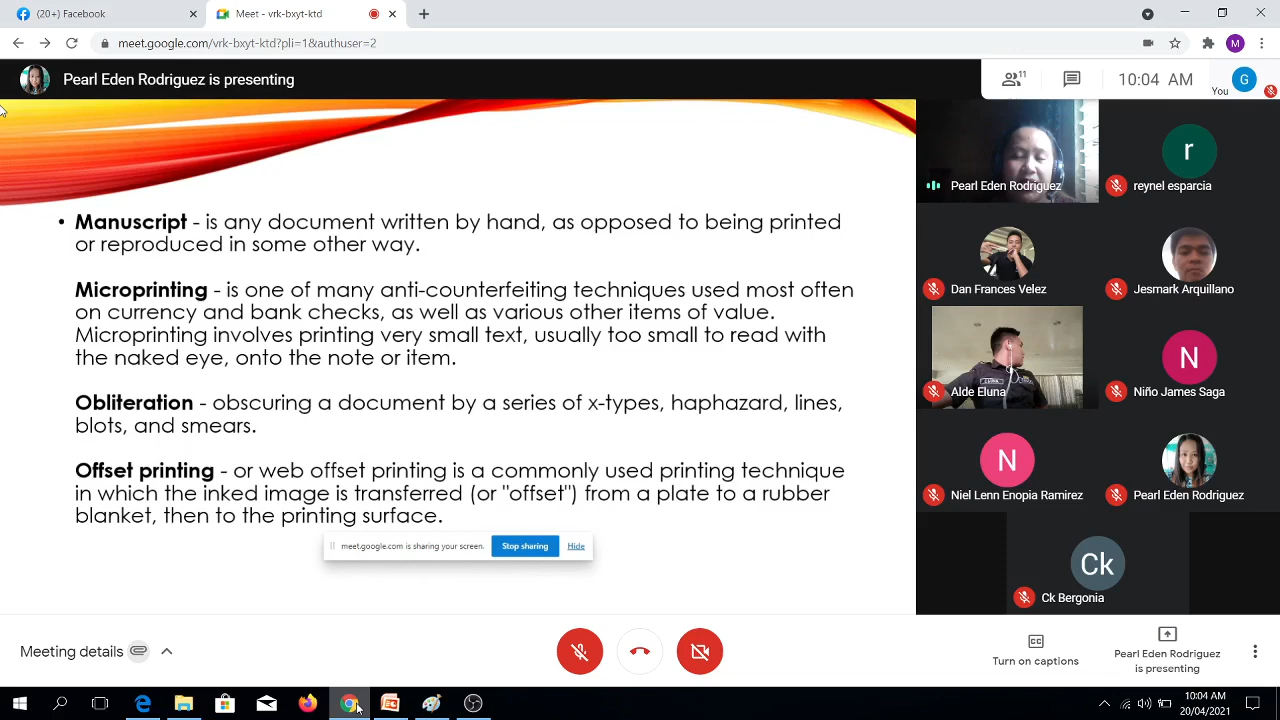 (20+) Facebook
Meet - vrk-bxyt-ktd
meet.google.com/vrk-bxyt-ktd?pli=1&authuser=2
M
Pearl Eden Rodriguez is presenting
11
10:04 AM
You
G
• Manuscript - is any document written by hand, as opposed to being printed
or reproduced in some other way.
Microprinting - is one of many anti-counterfeiting techniques used most often
on currency and bank checks, as well as various other items of value.
Microprinting involves printing very small text, usually too small to read with
the naked eye, onto the note or item.
Obliteration - obscuring a document by a series of x-types, haphazard, lines,
blots, and smears.
Offset printing - or web offset printing is a commonly used printing technique
in which the inked image is transferred (or "offset") from a plate to a rubber
blanket, then to the printing surface.
meet.google.com is sharing your screen.
Stop sharing
Hide
Pearl Eden Rodriguez
r
reynel esparcia
Dan Frances Velez
Jesmark Arquillano
Alde Eluna
N
Niño James Saga
N
Niel Lenn Enopia Ramirez
Pearl Eden Rodriguez
Ck
Ck Bergonia
Meeting details
CC
Turn on captions
Pearl Eden Rodriguez
is presenting
10:04 AM
20/04/2021